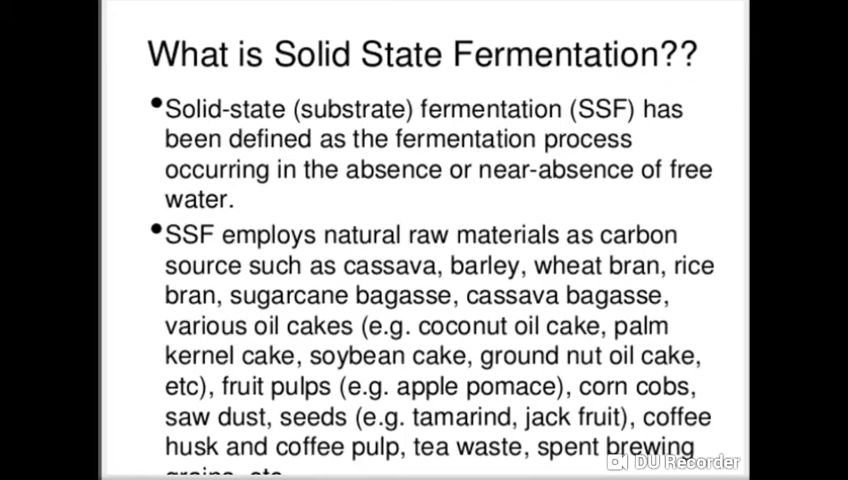 What is Solid State Fermentation??
•Solid-state (substrate) fermentation (SSF) has
been defined as the fermentation process
occurring in the absence or near-absence of free
water.
•SSF employs natural raw materials as carbon
source such as cassava, barley, wheat bran, rice
bran, sugarcane bagasse, cassava bagasse,
various oil cakes (e.g. coconut oil cake, palm
kernel cake, soybean cake, ground nut oil cake,
etc), fruit pulps (e.g. apple pomace), corn cobs,
saw dust, seeds (e.g. tamarind, jack fruit), coffee
husk and coffee pulp, tea waste, spent brewing
grains, etc
DU Recorder